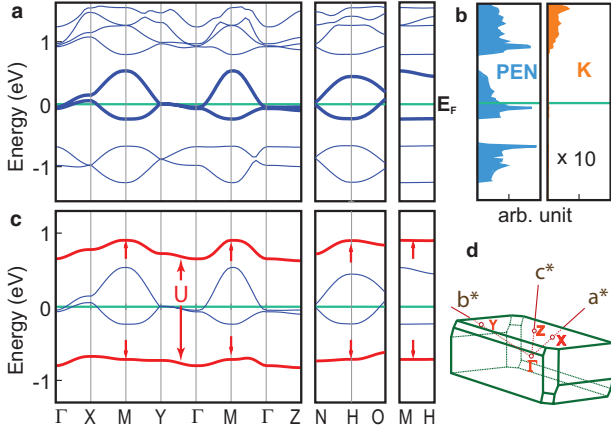 a
Energy (eV)
1
0
-1
E_F
b
PEN
K
x 10
arb. unit
c
Energy (eV)
1
0
-1
U
Γ X M Y Γ M Γ Z N H O M H
d
b* c* a*
Y Z X
Γ